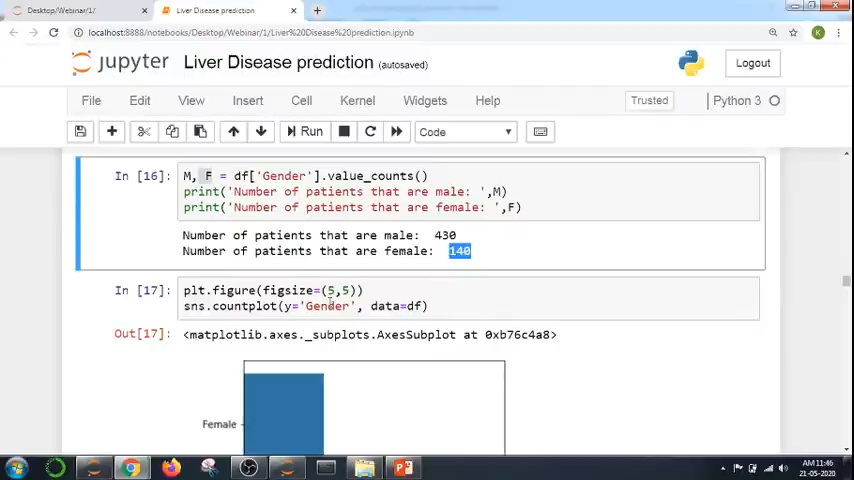 Desktop/Webinar/1/
Liver Disease prediction
localhost:8888/notebooks/Desktop/Webinar/1/Liver%20Disease%20prediction.ipynb
K
jupyter Liver Disease prediction (autosaved)
Logout
File Edit View Insert Cell Kernel Widgets Help
Trusted
Python 3
Run
Code
In [16]: M, F = df['Gender'].value_counts()
print('Number of patients that are male: ',M)
print('Number of patients that are female: ',F)
Number of patients that are male:  430
Number of patients that are female:  140
In [17]: plt.figure(figsize=(5,5))
sns.countplot(y='Gender', data=df)
Out[17]: <matplotlib.axes._subplots.AxesSubplot at 0xb76c4a8>
Female
AM 11:46
21-05-2020